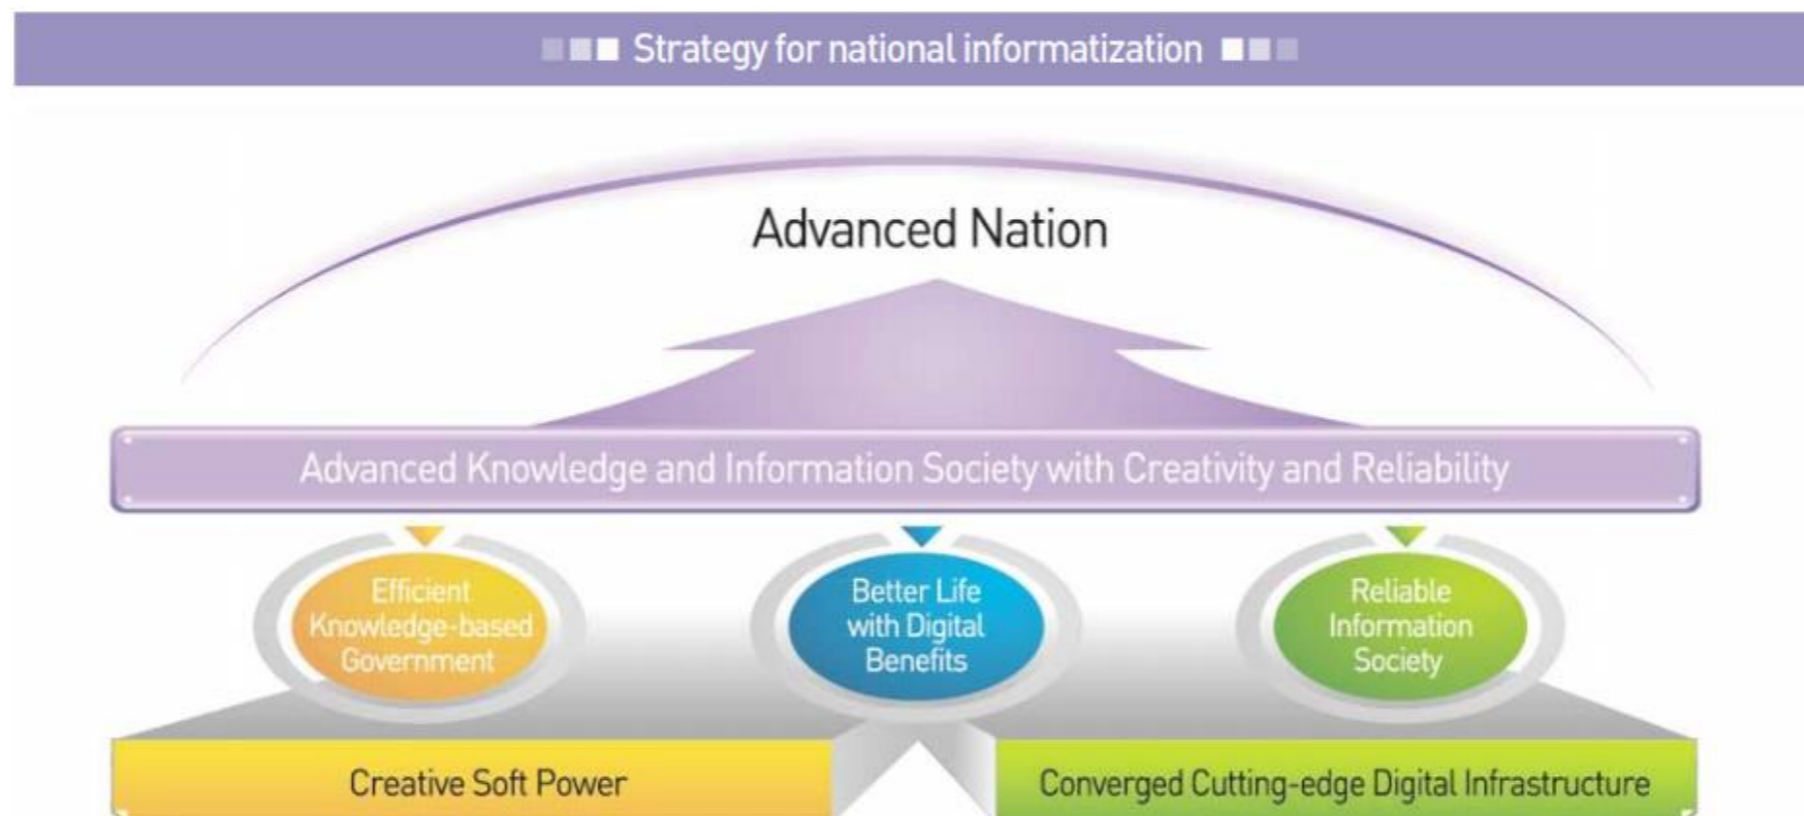 Strategy for national informatization
Advanced Nation
Advanced Knowledge and Information Society with Creativity and Reliability
Efficient
Knowledge-based
Government
Better Life
with Digital
Benefits
Reliable
Information
Society
Creative Soft Power
Converged Cutting-edge Digital Infrastructure